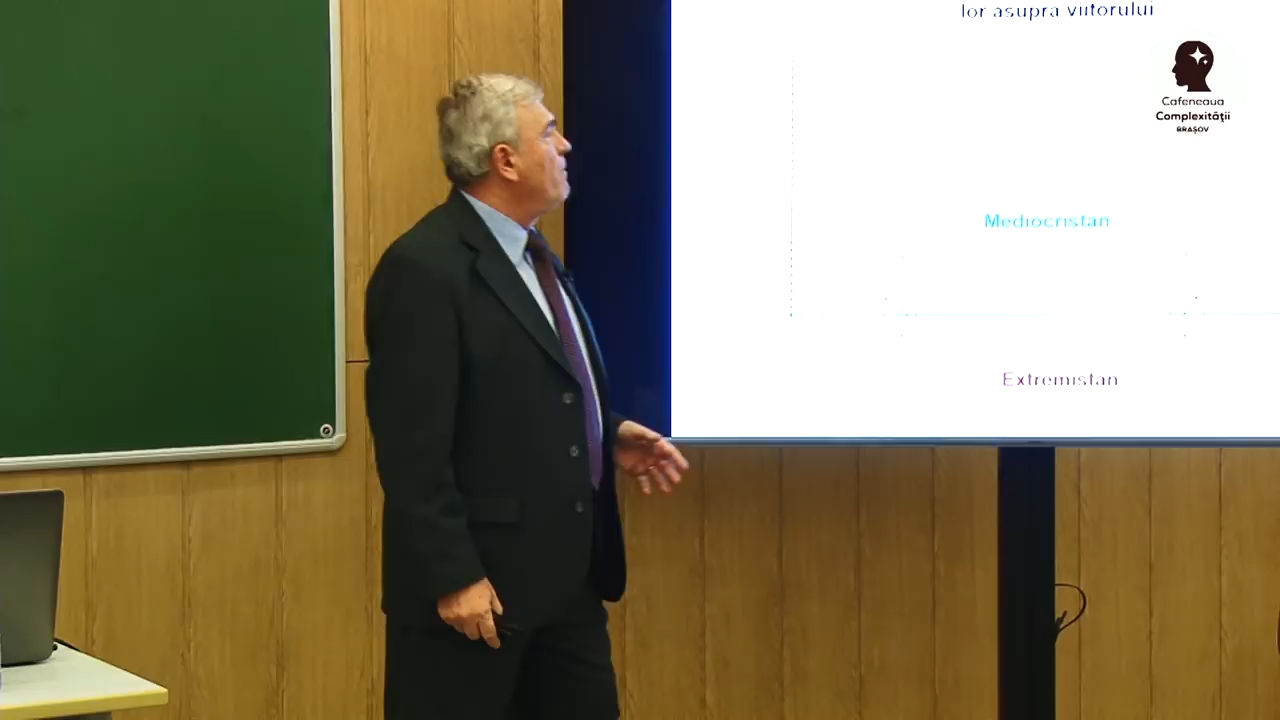 lor asupra viitorului
Cafeneaua
Complexității
BRAȘOV
Mediocristan
Extremistan